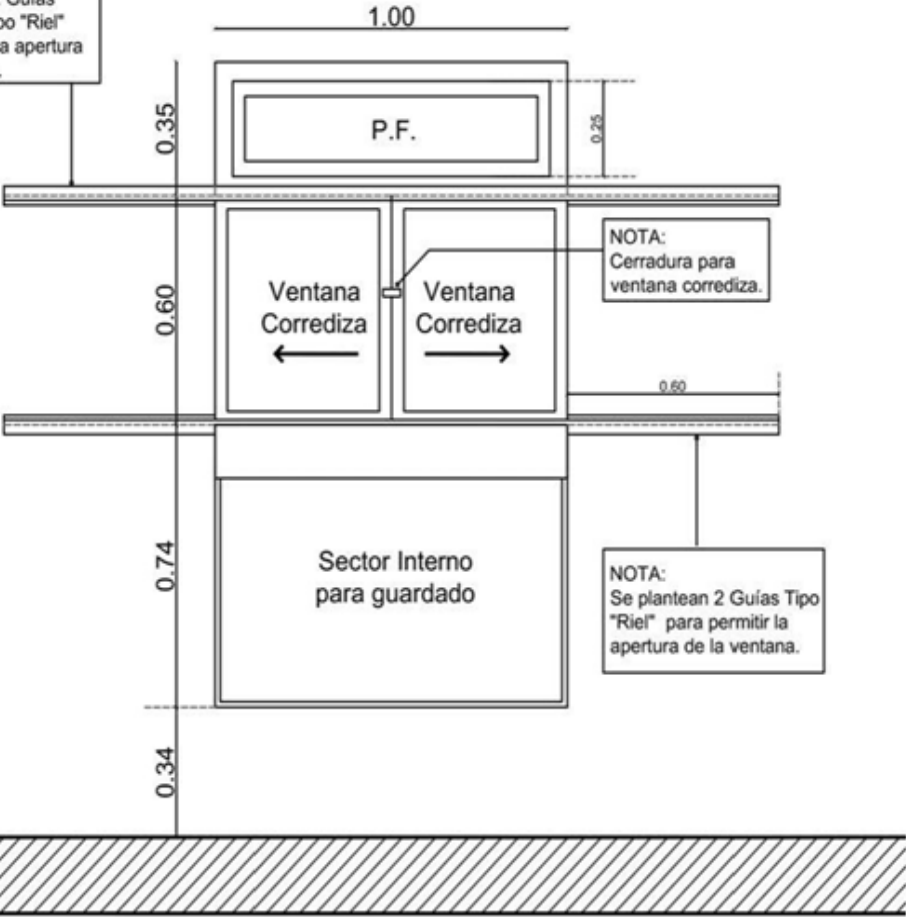 Guías
"Riel"
a apertura
1.00
0.35
P.F.
0.25
NOTA:
Cerradura para
ventana corrediza.
0.60
Ventana
Corrediza
Ventana
Corrediza
0.60
0.74
Sector Interno
para guardado
NOTA:
Se plantean 2 Guías Tipo
"Riel" para permitir la
apertura de la ventana.
0.34